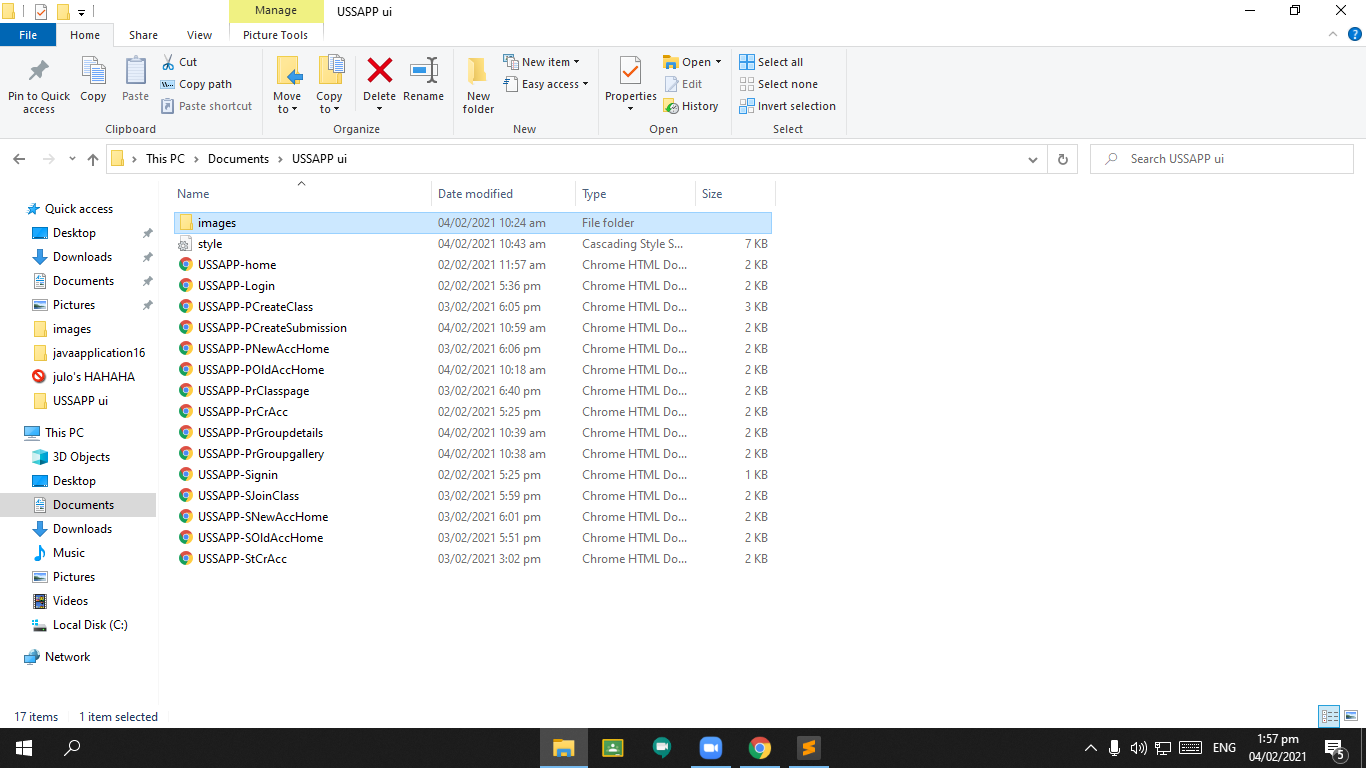 Manage
USSAPP ui
File
Home
Share
View
Picture Tools
Pin to Quick access
Copy
Paste
Cut
Copy path
Paste shortcut
Clipboard
Move to
Copy to
Delete
Rename
Organize
New folder
New item
Easy access
New
Properties
Open
Edit
History
Open
Select all
Select none
Invert selection
Select
This PC
Documents
USSAPP ui
Search USSAPP ui
Quick access
Desktop
Downloads
Documents
Pictures
images
javaapplication16
julo's HAHAHA
USSAPP ui
This PC
3D Objects
Desktop
Documents
Downloads
Music
Pictures
Videos
Local Disk (C:)
Network
Name Date modified Type Size
images 04/02/2021 10:24 am File folder
style 04/02/2021 10:43 am Cascading Style S... 7 KB
USSAPP-home 02/02/2021 11:57 am Chrome HTML Do... 2 KB
USSAPP-Login 02/02/2021 5:36 pm Chrome HTML Do... 2 KB
USSAPP-PCreateClass 03/02/2021 6:05 pm Chrome HTML Do... 3 KB
USSAPP-PCreateSubmission 04/02/2021 10:59 am Chrome HTML Do... 2 KB
USSAPP-PNewAccHome 03/02/2021 6:06 pm Chrome HTML Do... 2 KB
USSAPP-POldAccHome 04/02/2021 10:18 am Chrome HTML Do... 2 KB
USSAPP-PrClasspage 03/02/2021 6:40 pm Chrome HTML Do... 2 KB
USSAPP-PrCrAcc 02/02/2021 5:25 pm Chrome HTML Do... 2 KB
USSAPP-PrGroupdetails 04/02/2021 10:39 am Chrome HTML Do... 2 KB
USSAPP-PrGroupgallery 04/02/2021 10:38 am Chrome HTML Do... 2 KB
USSAPP-Signin 02/02/2021 5:25 pm Chrome HTML Do... 1 KB
USSAPP-SJoinClass 03/02/2021 5:59 pm Chrome HTML Do... 2 KB
USSAPP-SNewAccHome 03/02/2021 6:01 pm Chrome HTML Do... 2 KB
USSAPP-SOldAccHome 03/02/2021 5:51 pm Chrome HTML Do... 2 KB
USSAPP-StCrAcc 03/02/2021 3:02 pm Chrome HTML Do... 2 KB
17 items 1 item selected
ENG
1:57 pm
04/02/2021
5